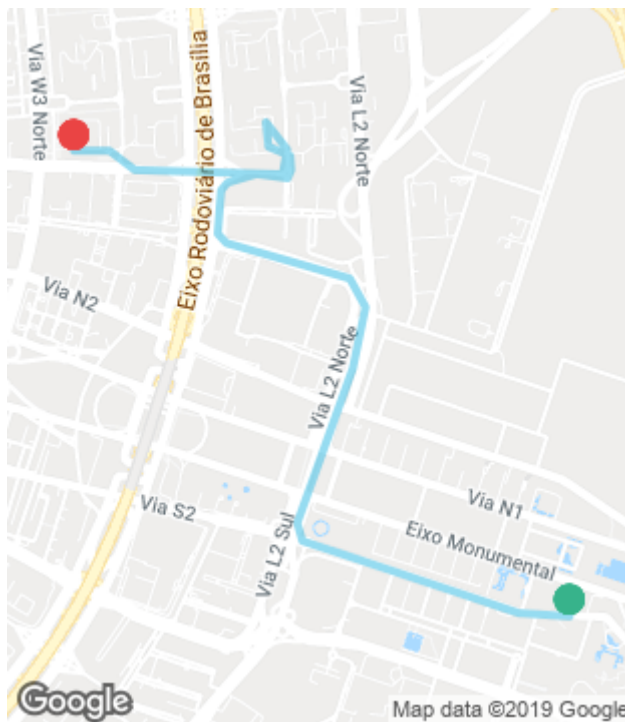 Via W3 Norte
Eixo Rodoviário de Brasília
Via L2 Norte
Via N2
Via L2 Norte
Via N1
Via S2
Via L2 Sul
Eixo Monumental
Google
Map data ©2019 Google